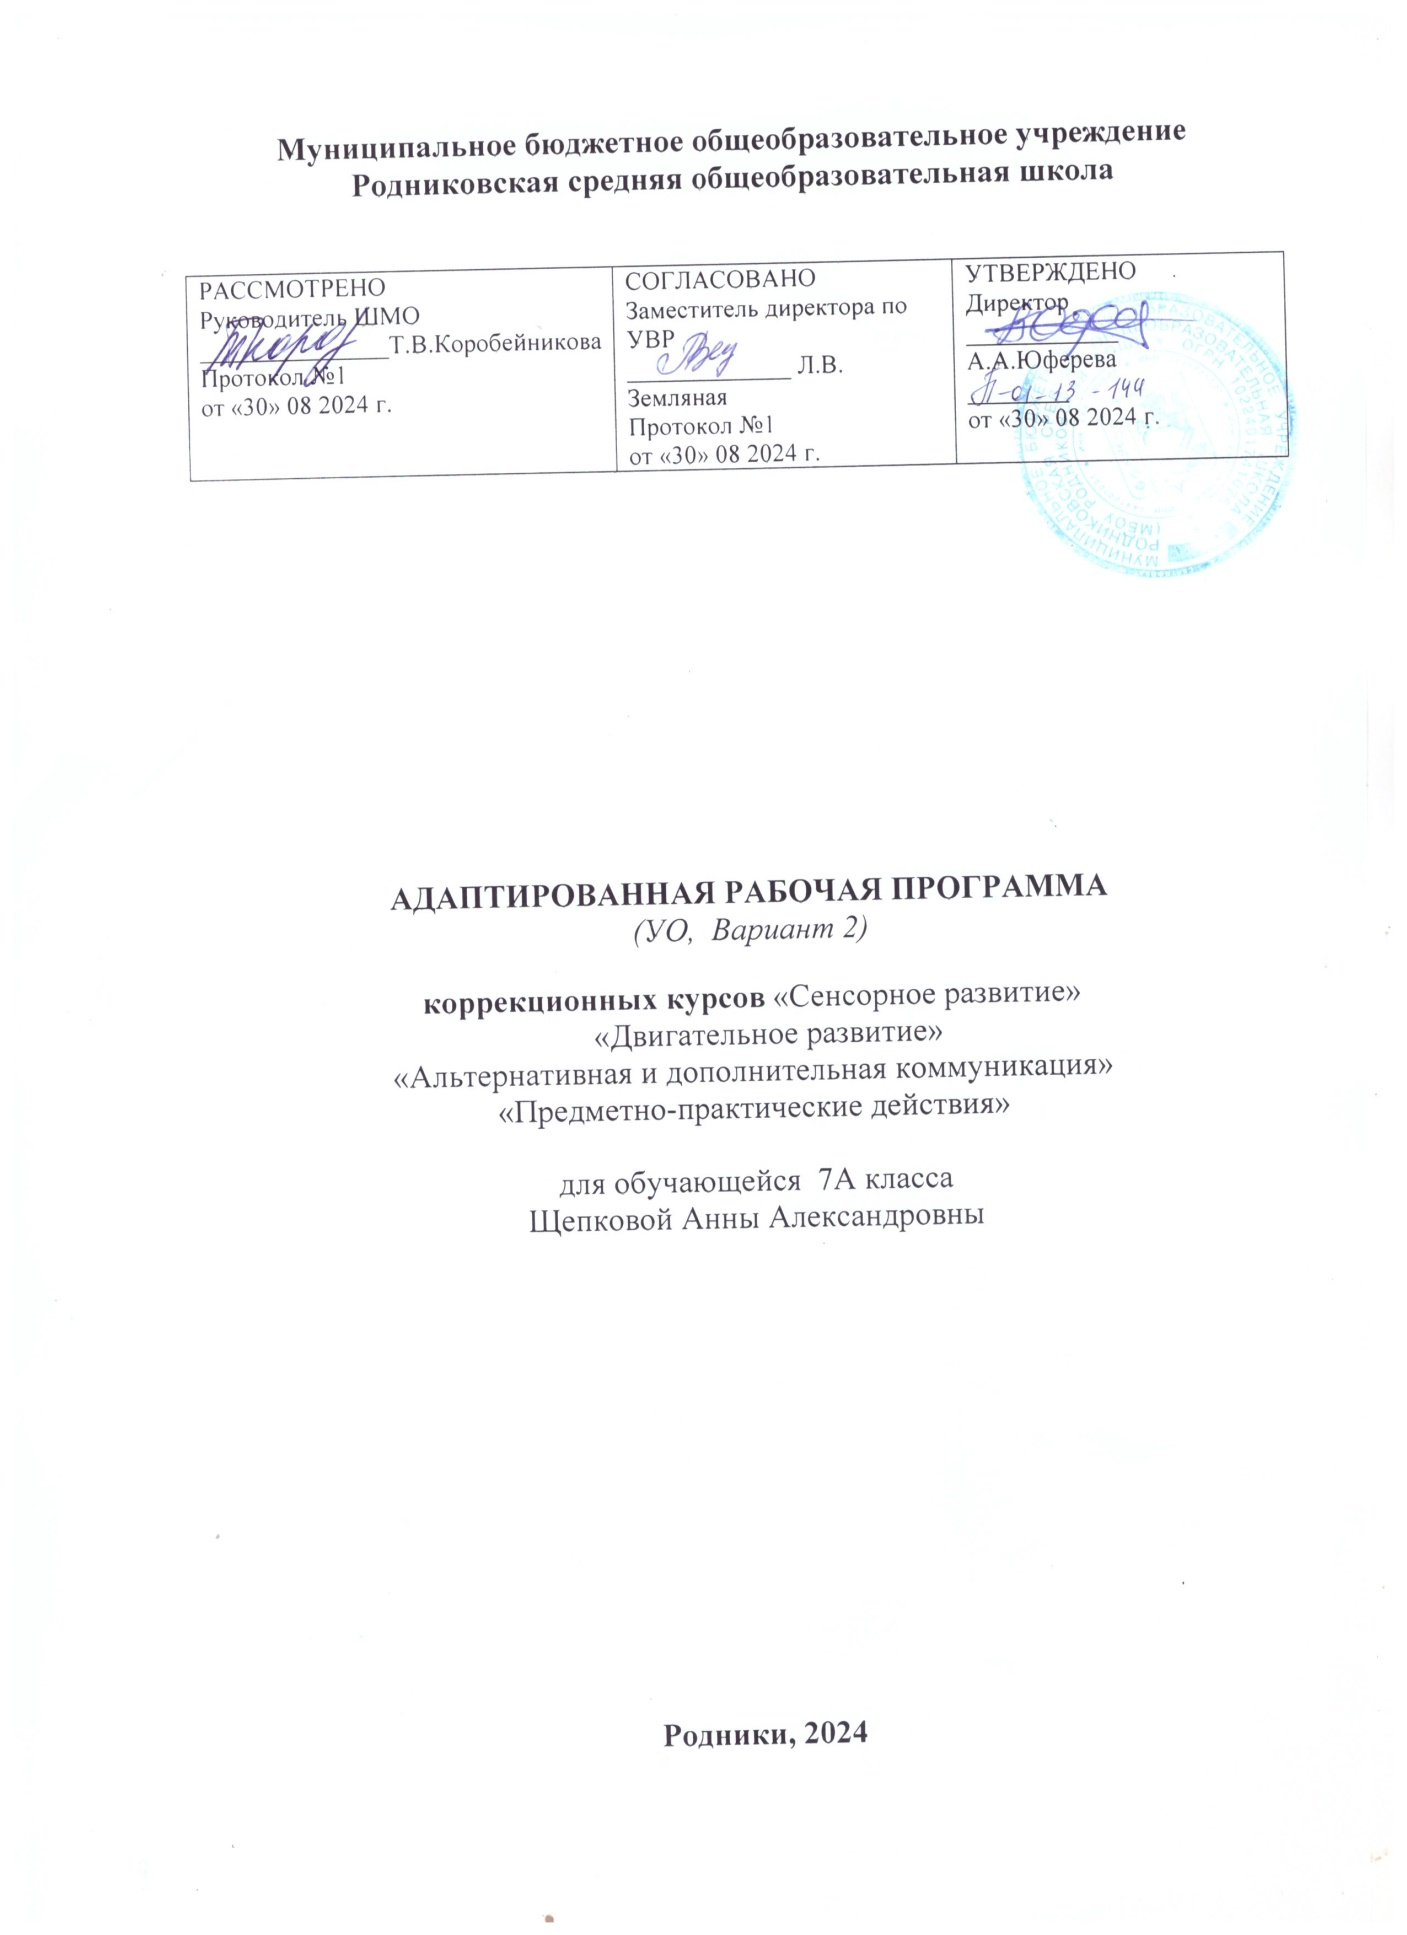 Муниципальное бюджетное общеобразовательное учреждение
Родниковская средняя общеобразовательная школа
РАССМОТРЕНО
Руководитель ШМО
Т.В.Коробейникова
Протокол №1
от «30» 08 2024 г.
СОГЛАСОВАНО
Заместитель директора по
УВР
Л.В.
Земляная
Протокол №1
от «30» 08 2024 г.
УТВЕРЖДЕНО
Директор
А.А.Юферева
П-01-13-144
от «30» 08 2024 г.
АДАПТИРОВАННАЯ РАБОЧАЯ ПРОГРАММА
(УО, Вариант 2)
коррекционных курсов «Сенсорное развитие»
«Двигательное развитие»
«Альтернативная и дополнительная коммуникация»
«Предметно-практические действия»
для обучающейся 7А класса
Щепковой Анны Александровны
Родники, 2024